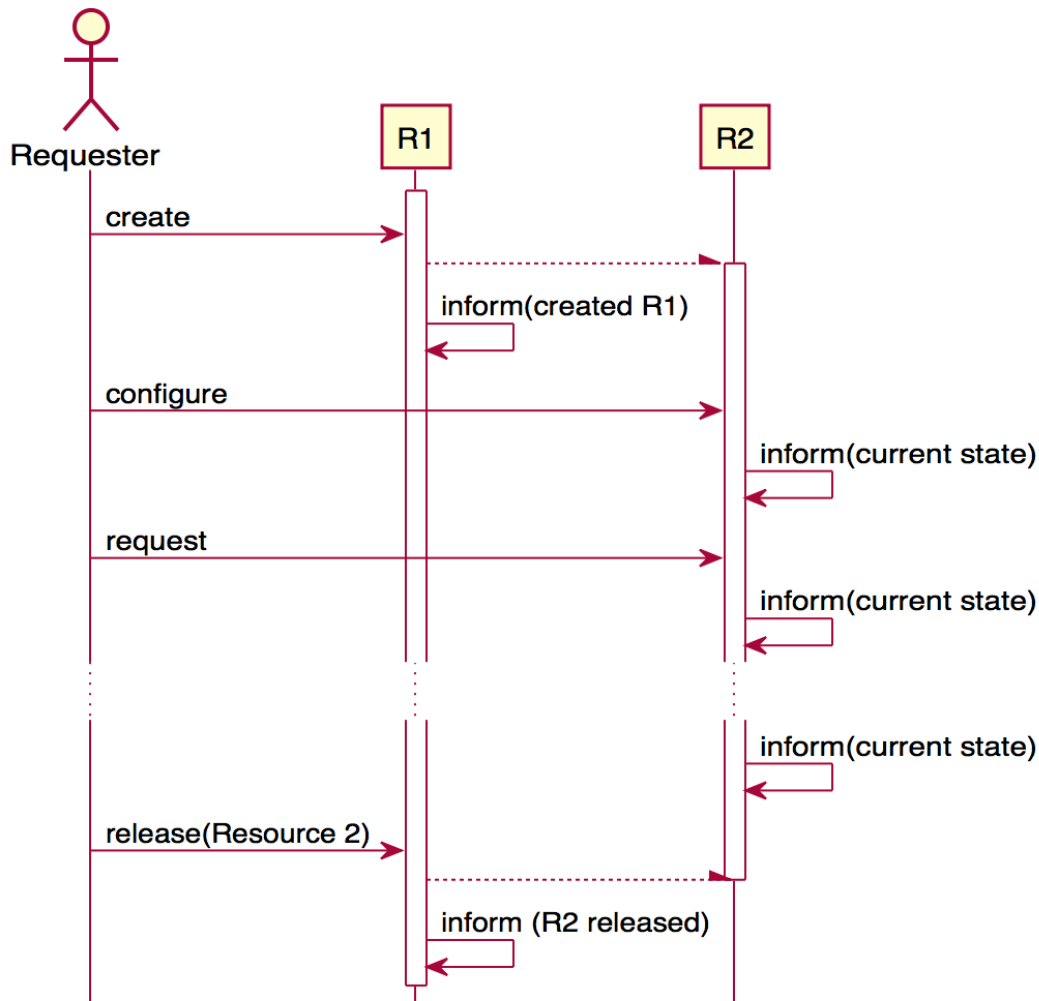 Requester
R1
R2
create
inform(created R1)
configure
inform(current state)
request
inform(current state)
inform(current state)
release(Resource 2)
inform (R2 released)